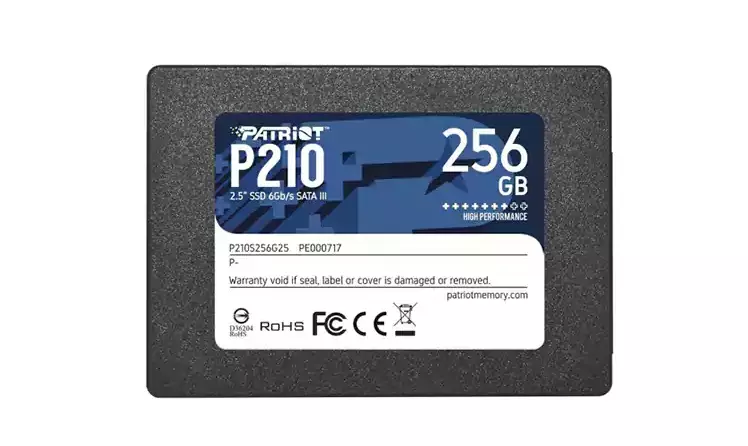 PATRIOT
P210
2.5" SSD 6Gb/s SATA III
256
GB
HIGH PERFORMANCE
P210S256G25 PE000717
P-
Warranty void if seal, label or cover is damaged or removed.
patriotmemory.com
D36204
RoHS
RoHS FC CE